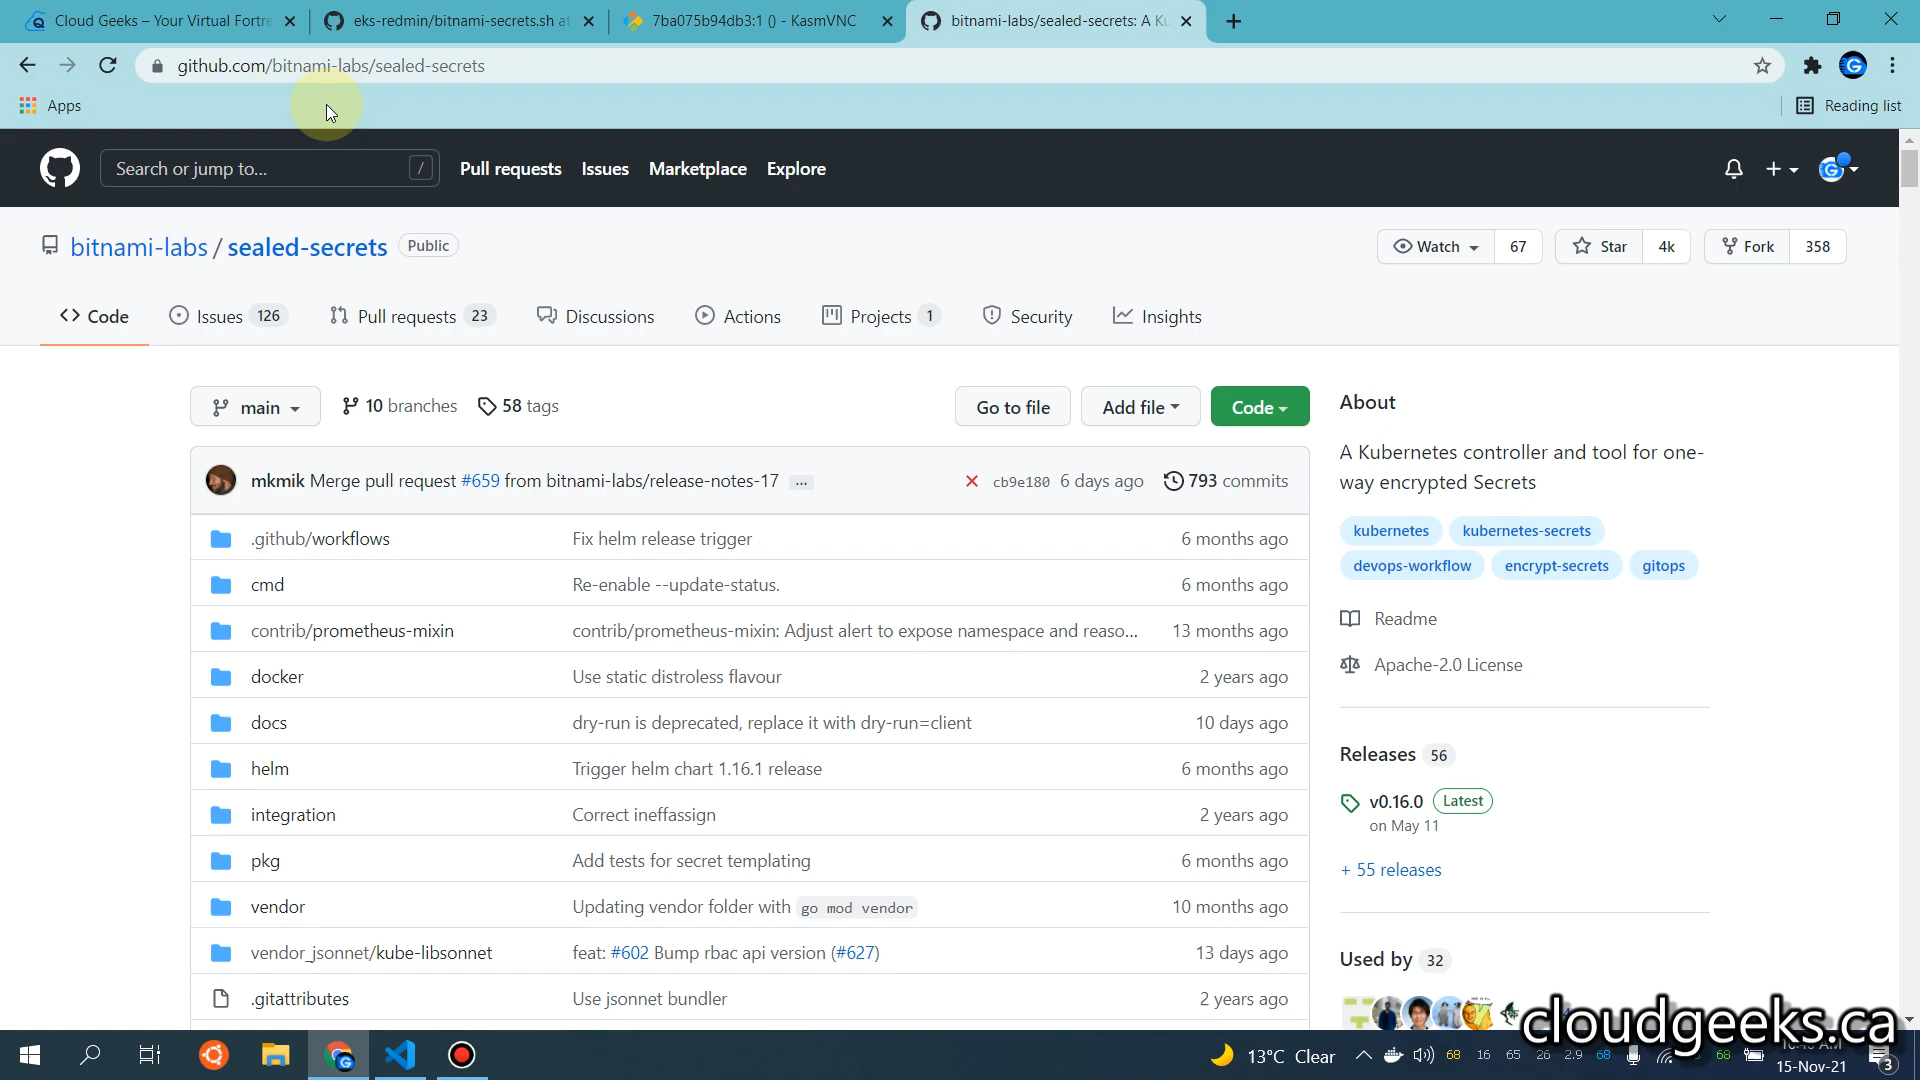 Cloud Geeks – Your Virtual Fortre
eks-redmin/bitnami-secrets.sh at
7ba075b94db3:1 () - KasmVNC
bitnami-labs/sealed-secrets: A Ku
github.com/bitnami-labs/sealed-secrets
Apps
Reading list
Search or jump to...
/
Pull requests
Issues
Marketplace
Explore
bitnami-labs / sealed-secrets
Public
Watch
67
Star
4k
Fork
358
Code
Issues 126
Pull requests 23
Discussions
Actions
Projects 1
Security
Insights
main
10 branches
58 tags
Go to file
Add file
Code
mkmik Merge pull request #659 from bitnami-labs/release-notes-17 ...
cb9e180 6 days ago
793 commits
.github/workflows
Fix helm release trigger
6 months ago
cmd
Re-enable --update-status.
6 months ago
contrib/prometheus-mixin
contrib/prometheus-mixin: Adjust alert to expose namespace and reaso...
13 months ago
docker
Use static distroless flavour
2 years ago
docs
dry-run is deprecated, replace it with dry-run=client
10 days ago
helm
Trigger helm chart 1.16.1 release
6 months ago
integration
Correct ineffassign
2 years ago
pkg
Add tests for secret templating
6 months ago
vendor
Updating vendor folder with go mod vendor
10 months ago
vendor_jsonnet/kube-libsonnet
feat: #602 Bump rbac api version (#627)
13 days ago
.gitattributes
Use jsonnet bundler
2 years ago
About
A Kubernetes controller and tool for one-
way encrypted Secrets
kubernetes
kubernetes-secrets
devops-workflow
encrypt-secrets
gitops
Readme
Apache-2.0 License
Releases 56
v0.16.0
Latest
on May 11
+ 55 releases
Used by 32
cloudgeeks.ca
13°C Clear
68
16
65
26
2.9
68
68
15-Nov-21
3